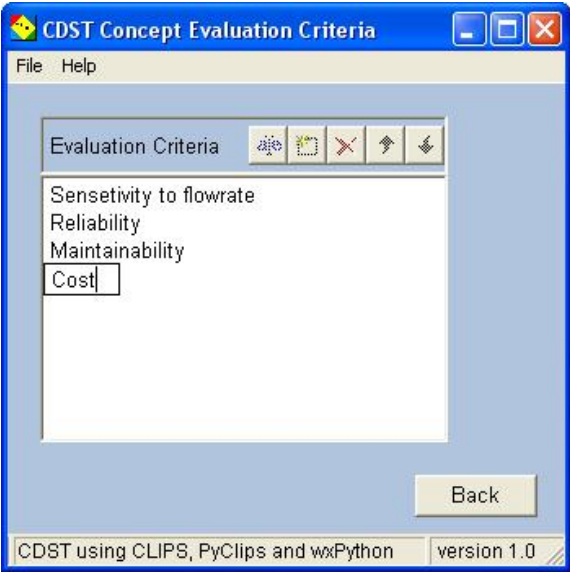 CDST Concept Evaluation Criteria
File Help
Evaluation Criteria
Sensetivity to flowrate
Reliability
Maintainability
Cost
Back
CDST using CLIPS, PyClips and wxPython version 1.0